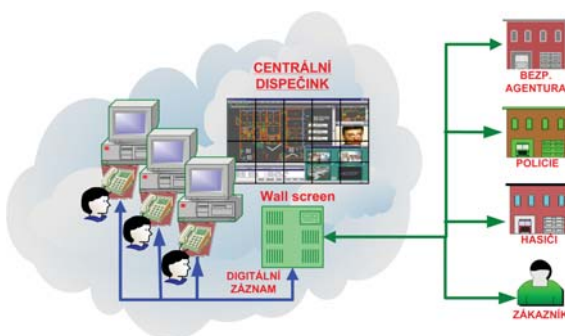 CENTRÁLNÍ
DISPEČINK
Wall screen
DIGITÁLNÍ
ZÁZNAM
BEZP.
AGENTURA
POLICIE
HASIČI
ZÁKAZNÍK